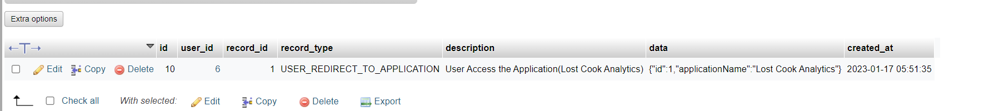 Extra options
id user_id record_id record_type description data created_at
Edit Copy Delete 10 6 1 USER_REDIRECT_TO_APPLICATION User Access the Application(Lost Cook Analytics) {"id":1,"applicationName":"Lost Cook Analytics"} 2023-01-17 05:51:35
Check all With selected: Edit Copy Delete Export